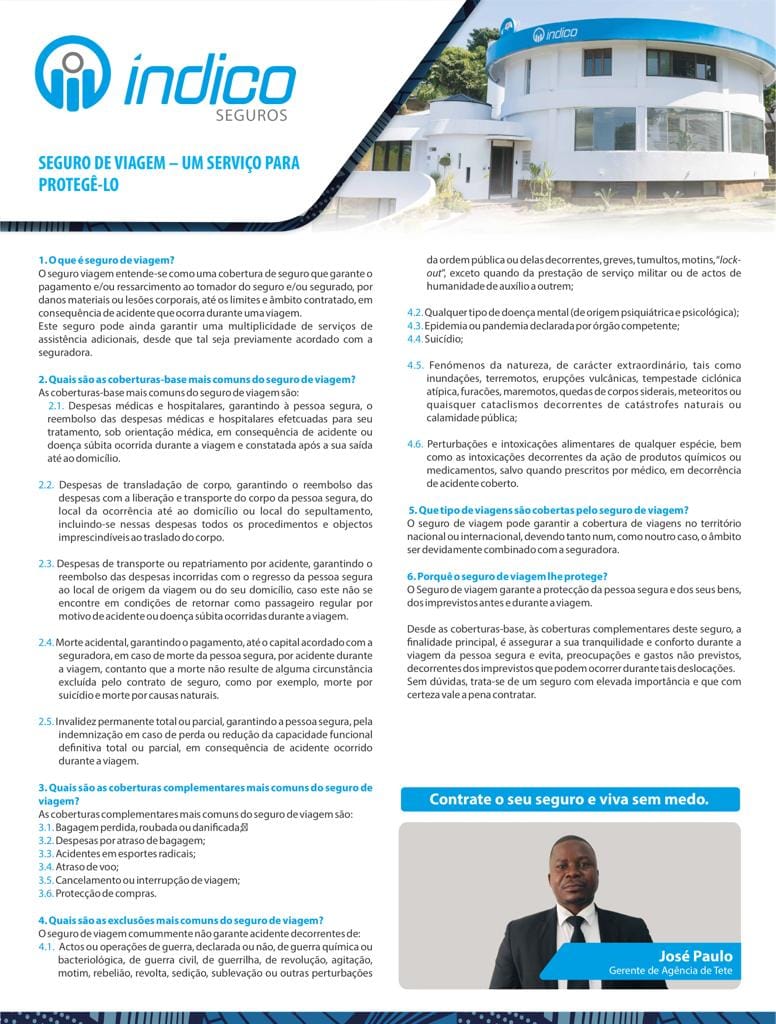 índico
SEGUROS
índico
SEGURO DE VIAGEM – UM SERVIÇO PARA
PROTEGÊ-LO
1. O que é seguro de viagem?
O seguro viagem entende-se como uma cobertura de seguro que garante o
pagamento e/ou ressarcimento ao tomador do seguro e/ou segurado, por
danos materiais ou lesões corporais, até os limites e âmbito contratado, em
consequência de acidente que ocorra durante uma viagem.
Este seguro pode ainda garantir uma multiplicidade de serviços de
assistência adicionais, desde que tal seja previamente acordado com a
seguradora.
2. Quais são as coberturas-base mais comuns do seguro de viagem?
As coberturas-base mais comuns do seguro de viagem são:
2.1. Despesas médicas e hospitalares, garantindo à pessoa segura, o
reembolso das despesas médicas e hospitalares efetcuadas para seu
tratamento, sob orientação médica, em consequência de acidente ou
doença súbita ocorrida durante a viagem e constatada após a sua saída
até ao domicílio.
2.2. Despesas de transladação de corpo, garantindo o reembolso das
despesas com a liberação e transporte do corpo da pessoa segura, do
local da ocorrência até ao domicílio ou local do sepultamento,
incluindo-se nessas despesas todos os procedimentos e objectos
imprescindíveis ao traslado do corpo.
2.3. Despesas de transporte ou repatriamento por acidente, garantindo o
reembolso das despesas incorridas com o regresso da pessoa segura
ao local de origem da viagem ou do seu domicílio, caso este não se
encontre em condições de retornar como passageiro regular por
motivo de acidente ou doença súbita ocorridas durante a viagem.
2.4. Morte acidental, garantindo o pagamento, até o capital acordado com a
seguradora, em caso de morte da pessoa segura, por acidente durante
a viagem, contanto que a morte não resulte de alguma circunstância
excluída pelo contrato de seguro, como por exemplo, morte por
suicídio e morte por causas naturais.
2.5. Invalidez permanente total ou parcial, garantindo a pessoa segura, pela
indemnização em caso de perda ou redução da capacidade funcional
definitiva total ou parcial, em consequência de acidente ocorrido
durante a viagem.
3. Quais são as coberturas complementares mais comuns do seguro de
viagem?
As coberturas complementares mais comuns do seguro de viagem são:
3.1. Bagagem perdida, roubada ou danificada;
3.2. Despesas por atraso de bagagem;
3.3. Acidentes em esportes radicais;
3.4. Atraso de voo;
3.5. Cancelamento ou interrupção de viagem;
3.6. Protecção de compras.
4. Quais são as exclusões mais comuns do seguro de viagem?
O seguro de viagem comummente não garante acidente decorrentes de:
4.1. Actos ou operações de guerra, declarada ou não, de guerra química ou
bacteriológica, de guerra civil, de guerrilha, de revolução, agitação,
motim, rebelião, revolta, sedição, sublevação ou outras perturbações
da ordem pública ou delas decorrentes, greves, tumultos, motins, "lock-
out", exceto quando da prestação de serviço militar ou de actos de
humanidade de auxílio a outrem;
4.2. Qualquer tipo de doença mental (de origem psiquiátrica e psicológica);
4.3. Epidemia ou pandemia declarada por órgão competente;
4.4. Suicídio;
4.5. Fenómenos da natureza, de carácter extraordinário, tais como
inundações, terremotos, erupções vulcânicas, tempestade ciclónica
atípica, furacões, maremotos, quedas de corpos siderais, meteoritos ou
quaisquer cataclismos decorrentes de catástrofes naturais ou
calamidade pública;
4.6. Perturbações e intoxicações alimentares de qualquer espécie, bem
como as intoxicações decorrentes da ação de produtos químicos ou
medicamentos, salvo quando prescritos por médico, em decorrência
de acidente coberto.
5. Que tipo de viagens são cobertas pelo seguro de viagem?
O seguro de viagem pode garantir a cobertura de viagens no território
nacional ou internacional, devendo tanto num, como noutro caso, o âmbito
ser devidamente combinado com a seguradora.
6. Porquê o seguro de viagem lhe protege?
O Seguro de viagem garante a protecção da pessoa segura e dos seus bens,
dos imprevistos antes e durante a viagem.
Desde as coberturas-base, às coberturas complementares deste seguro, a
finalidade principal, é assegurar a sua tranquilidade e conforto durante a
viagem da pessoa segura e evita, preocupações e gastos não previstos,
decorrentes dos imprevistos que podem ocorrer durante tais deslocações.
Sem dúvidas, trata-se de um seguro com elevada importância e que com
certeza vale a pena contratar.
Contrate o seu seguro e viva sem medo.
José Paulo
Gerente de Agência de Tete